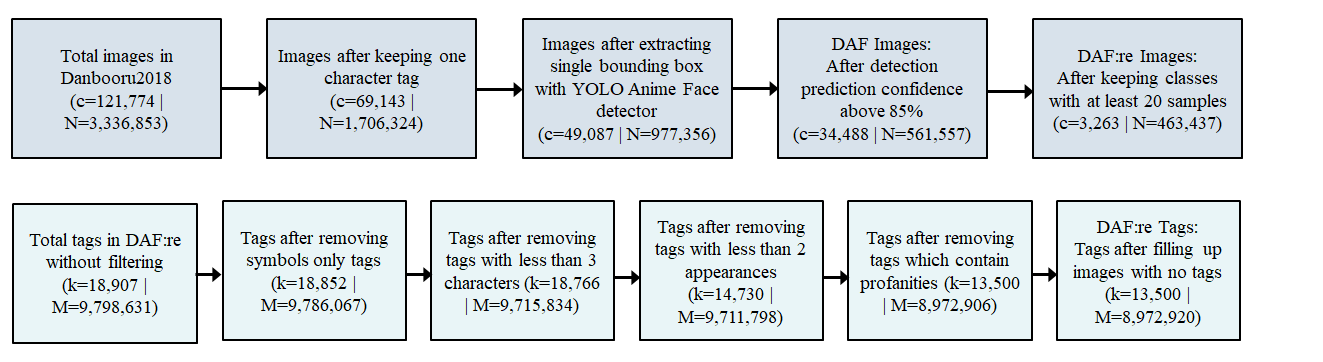 Total images in
Danbooru2018
(c=121,774 |
N=3,336,853)
Images after keeping one
character tag
(c=69,143 |
N=1,706,324)
Images after extracting
single bounding box
with YOLO Anime Face
detector
(c=49,087 | N=977,356)
DAF Images:
After detection
prediction confidence
above 85%
(c=34,488 | N=561,557)
DAF:re Images:
After keeping classes
with at least 20 samples
(c=3,263 | N=463,437)
Total tags in DAF:re
without filtering
(k=18,907 |
M=9,798,631)
Tags after removing
symbols only tags
(k=18,852 |
M=9,786,067)
Tags after removing
tags with less than 3
characters (k=18,766
| M=9,715,834)
Tags after removing
tags with less than 2
appearances
(k=14,730 |
M=9,711,798)
Tags after removing
tags which contain
profanities (k=13,500
| M=8,972,906)
DAF:re Tags:
Tags after filling up
images with no tags
(k=13,500 |
M=8,972,920)